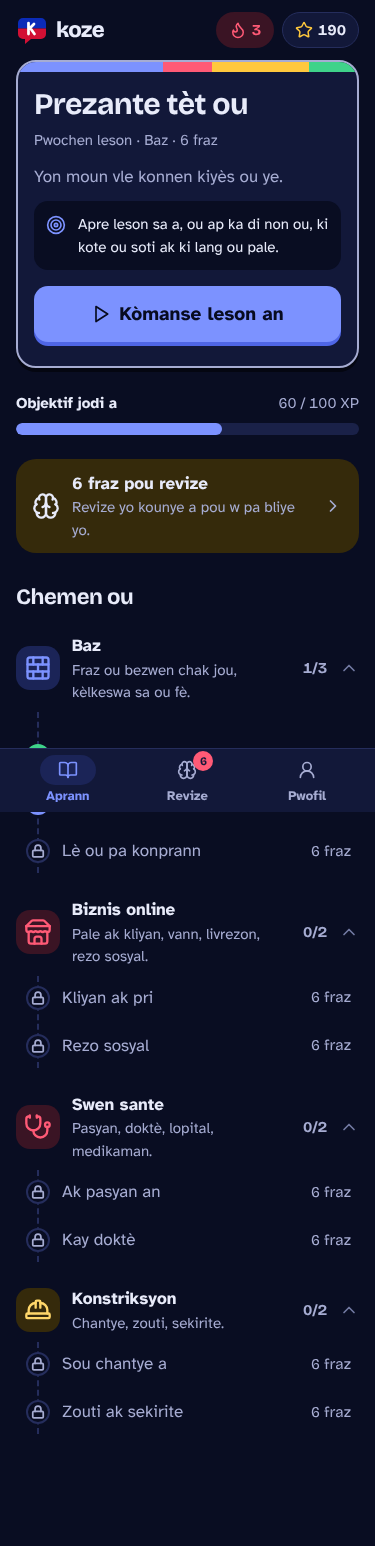 koze
3
190
Prezante tèt ou
Pwochen leson · Baz · 6 fraz
Yon moun vle konnen kiyès ou ye.
Apre leson sa a, ou ap ka di non ou, ki
kote ou soti ak ki lang ou pale.
Kòmanse leson an
Objektif jodi a
60 / 100 XP
6 fraz pou revize
Revize yo kounye a pou w pa bliye
yo.
Chemen ou
Baz
Fraz ou bezwen chak jou,
kèlkeswa sa ou fè.
1/3
6
Aprann
Revize
Pwofil
Lè ou pa konprann
6 fraz
Biznis online
Pale ak kliyan, vann, livrezon,
rezo sosyal.
0/2
Kliyan ak pri
6 fraz
Rezo sosyal
6 fraz
Swen sante
Pasyan, doktè, lopital,
medikaman.
0/2
Ak pasyan an
6 fraz
Kay doktè
6 fraz
Konstriksyon
Chantye, zouti, sekirite.
0/2
Sou chantye a
6 fraz
Zouti ak sekirite
6 fraz